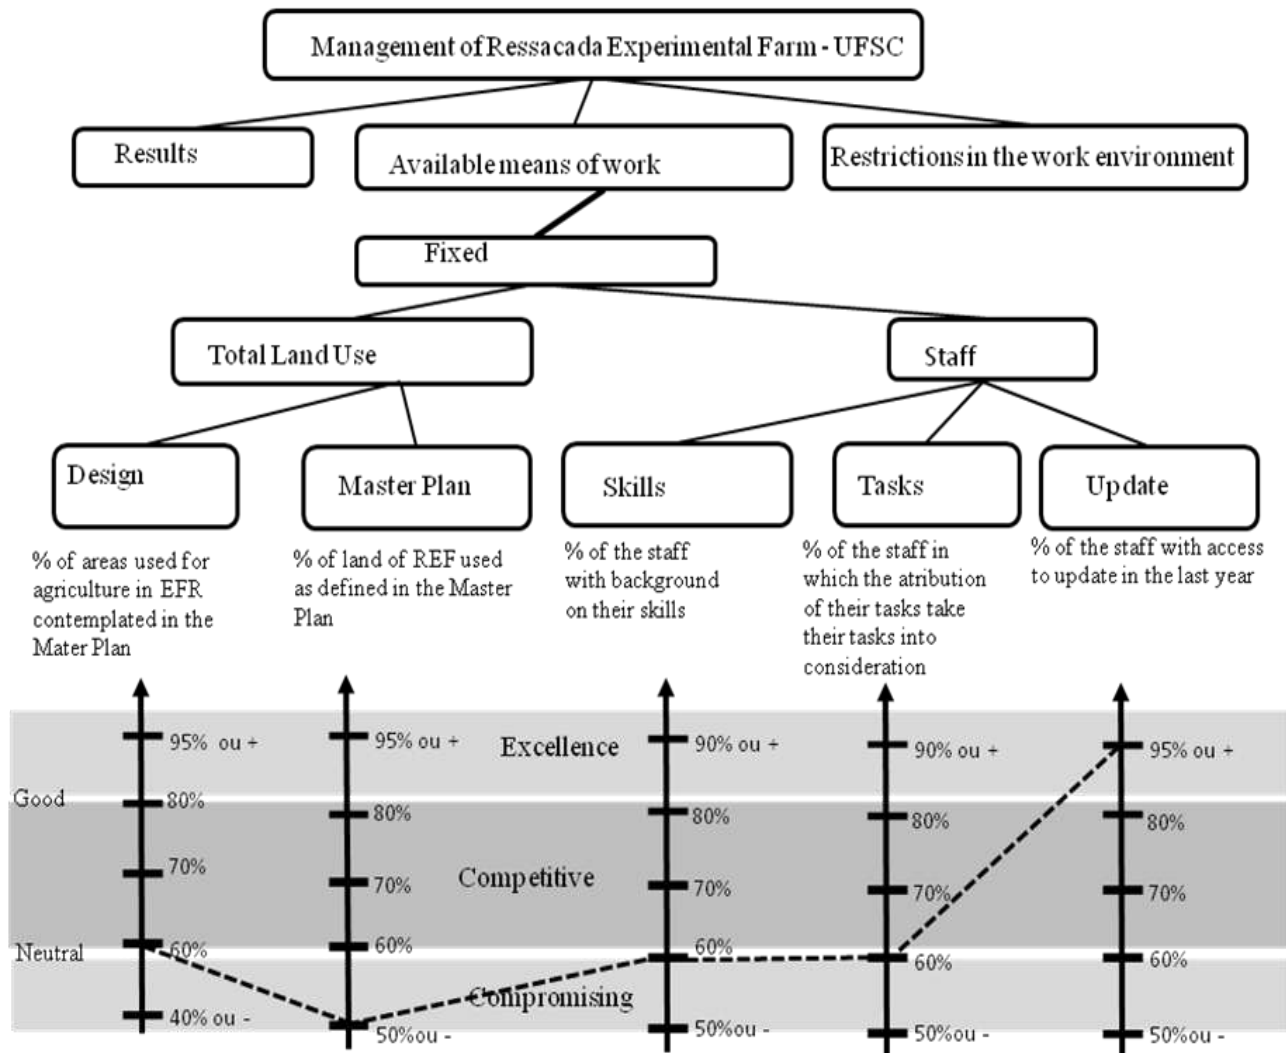 Management of Ressacada Experimental Farm - UFSC
Results
Available means of work
Restrictions in the work environment
Fixed
Total Land Use
Staff
Design
Master Plan
Skills
Tasks
Update
% of areas used for
agriculture in EFR
contemplated in the
Mater Plan
% of land of REF used
as defined in the Master
Plan
% of the staff
with background
on their skills
% of the staff in
which the atribution
of their tasks take
their tasks into
consideration
% of the staff with access
to update in the last year
95% ou +
95% ou +
Excellence
90% ou +
90% ou +
95% ou +
Good
80%
80%
80%
80%
80%
70%
70%
Competitive
70%
70%
70%
Neutral
60%
60%
60%
60%
60%
Compromising
40% ou -
50%ou -
50%ou -
50%ou -
50%ou -